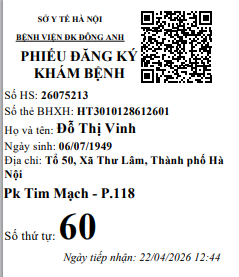 SỞ Y TẾ HÀ NỘI
BỆNH VIỆN ĐK ĐÔNG ANH
PHIẾU ĐĂNG KÝ
KHÁM BỆNH
Số HS: 26075213
Số thẻ BHXH: HT3010128612601
Họ và tên: Đỗ Thị Vinh
Ngày sinh: 06/07/1949
Địa chỉ: Tổ 50, Xã Thư Lâm, Thành phố Hà
Nội
Pk Tim Mạch - P.118
Số thứ tự: 60
Ngày tiếp nhận: 22/04/2026 12:44